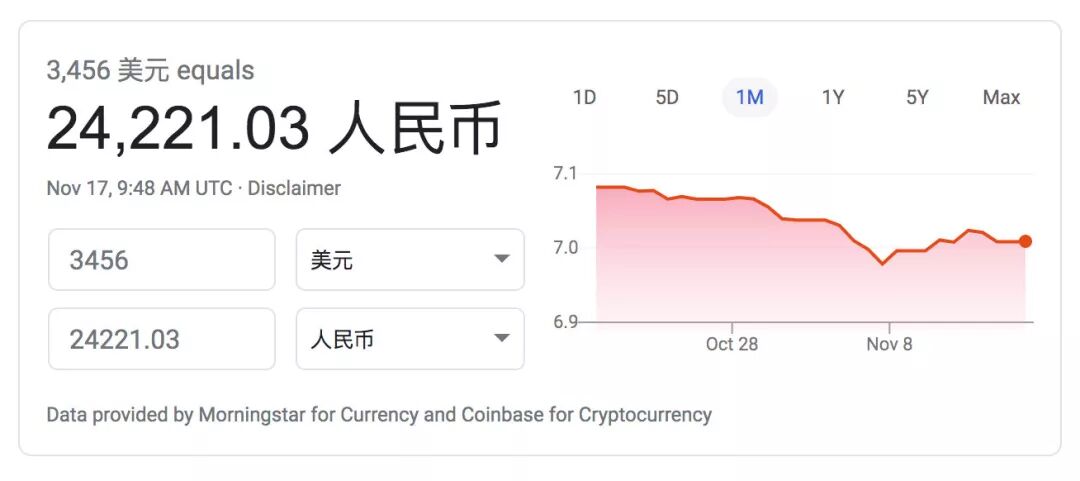 3,456 美元 equals
24,221.03 人民币
Nov 17, 9:48 AM UTC · Disclaimer
3456 美元
24221.03 人民币
1D 5D 1M 1Y 5Y Max
7.1
7.0
6.9
Oct 28 Nov 8
Data provided by Morningstar for Currency and Coinbase for Cryptocurrency